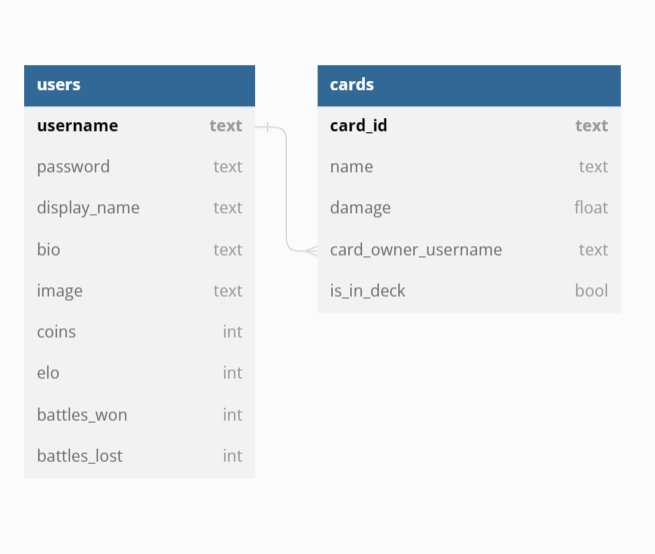 users
username text
password text
display_name text
bio text
image text
coins int
elo int
battles_won int
battles_lost int
cards
card_id text
name text
damage float
card_owner_username text
is_in_deck bool